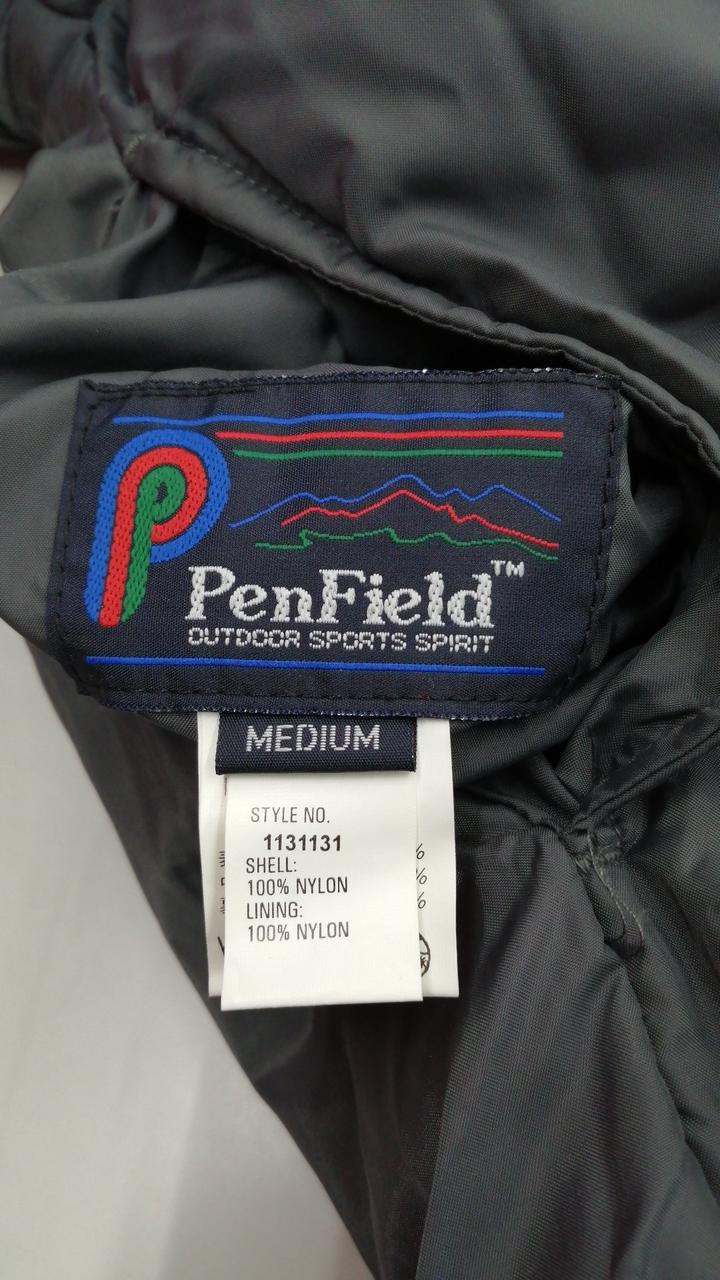 PenField™
OUTDOOR SPORTS SPIRIT
MEDIUM
STYLE NO.
1131131
SHELL:
100% NYLON
LINING:
100% NYLON
%
%
%